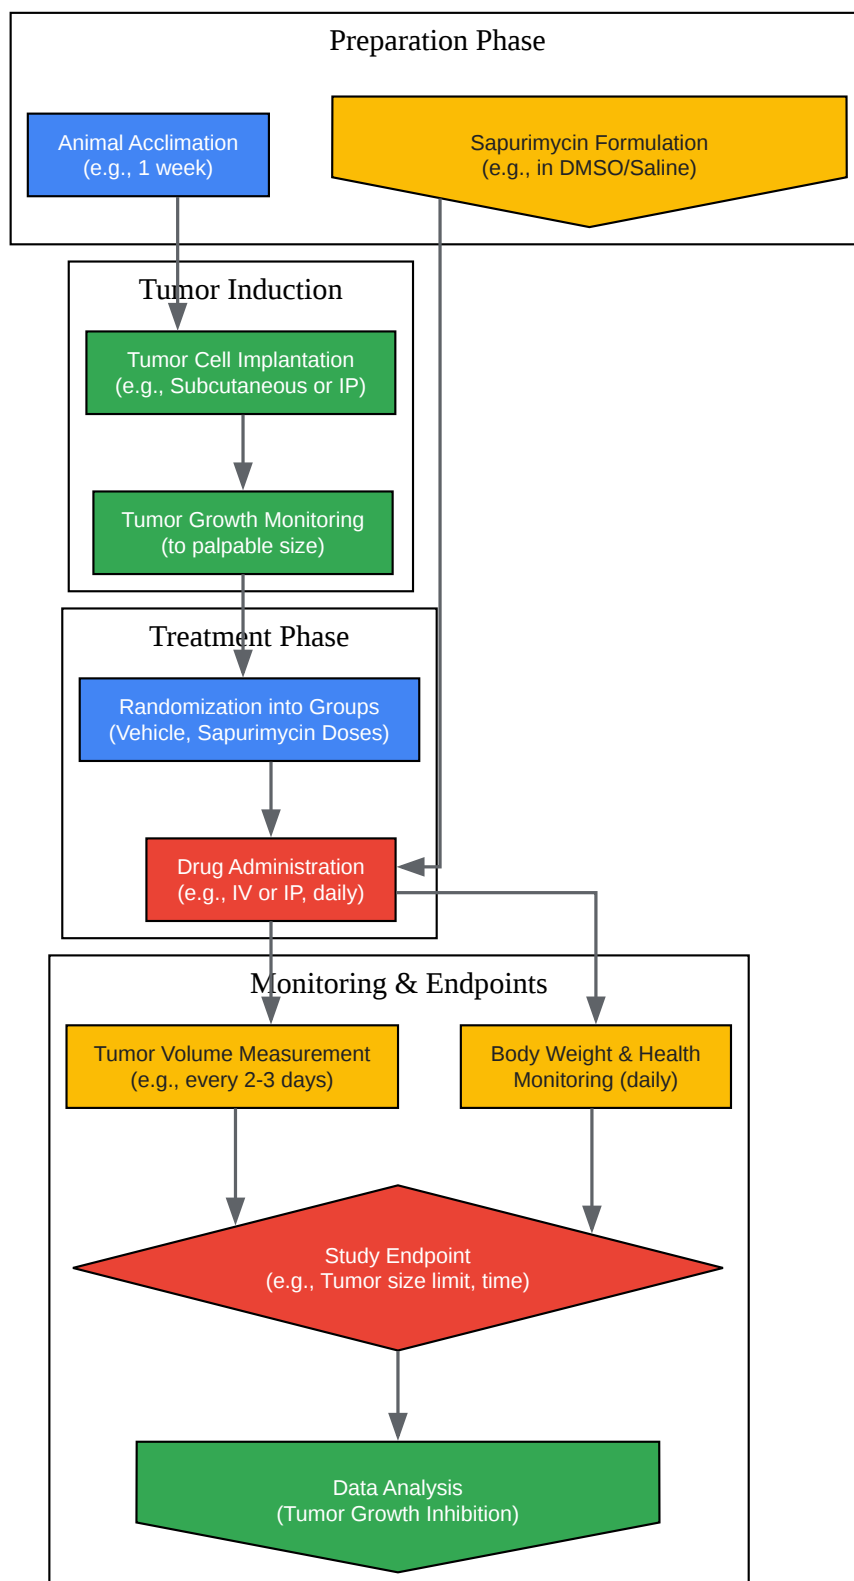 Preparation Phase
Animal Acclimation
(e.g., 1 week)
Sapurimycin Formulation
(e.g., in DMSO/Saline)
Tumor Induction
Tumor Cell Implantation
(e.g., Subcutaneous or IP)
Tumor Growth Monitoring
(to palpable size)
Treatment Phase
Randomization into Groups
(Vehicle, Sapurimycin Doses)
Drug Administration
(e.g., IV or IP, daily)
Monitoring & Endpoints
Tumor Volume Measurement
(e.g., every 2-3 days)
Body Weight & Health
Monitoring (daily)
Study Endpoint
(e.g., Tumor size limit, time)
Data Analysis
(Tumor Growth Inhibition)